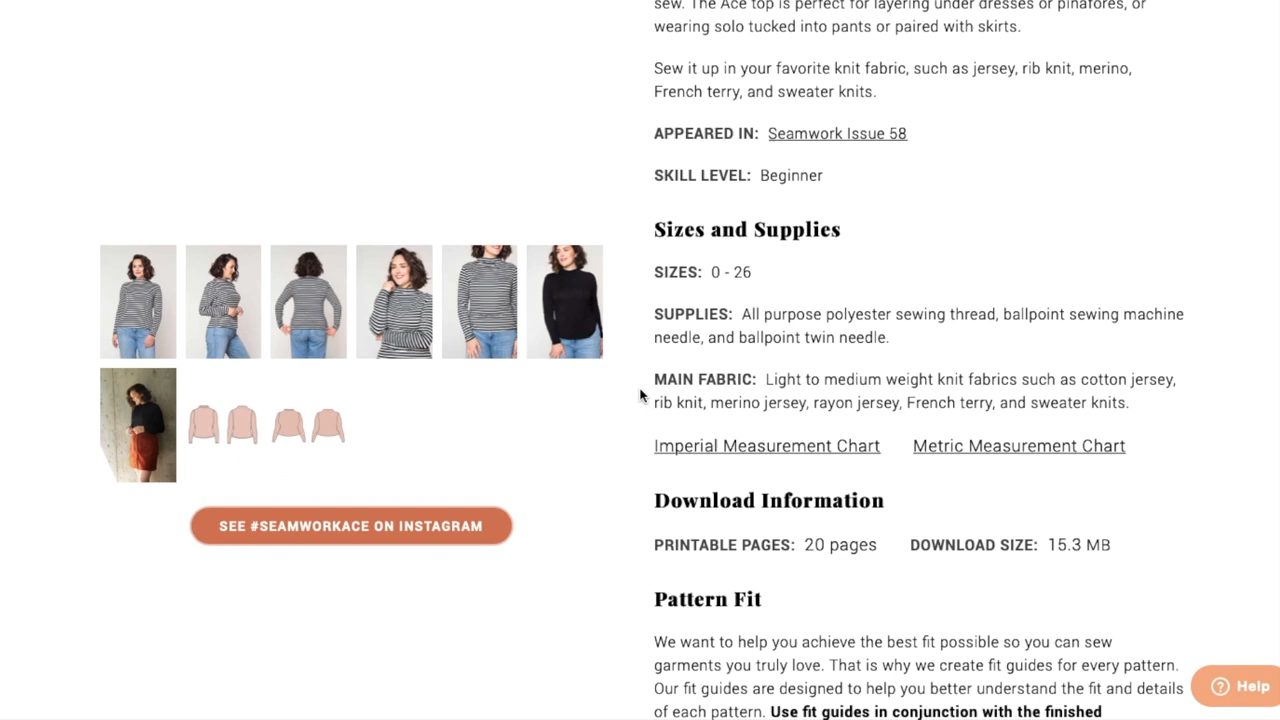 sew. The Ace top is perfect for layering under dresses or pinafores, or
wearing solo tucked into pants or paired with skirts.
Sew it up in your favorite knit fabric, such as jersey, rib knit, merino,
French terry, and sweater knits.
APPEARED IN: Seamwork Issue 58
SKILL LEVEL: Beginner
Sizes and Supplies
SIZES: 0 - 26
SUPPLIES: All purpose polyester sewing thread, ballpoint sewing machine
needle, and ballpoint twin needle.
MAIN FABRIC: Light to medium weight knit fabrics such as cotton jersey,
rib knit, merino jersey, rayon jersey, French terry, and sweater knits.
Imperial Measurement Chart Metric Measurement Chart
Download Information
PRINTABLE PAGES: 20 pages DOWNLOAD SIZE: 15.3 MB
Pattern Fit
We want to help you achieve the best fit possible so you can sew
garments you truly love. That is why we create fit guides for every pattern.
Our fit guides are designed to help you better understand the fit and details
of each pattern. Use fit guides in conjunction with the finished
SEE #SEAMWORKACE ON INSTAGRAM
Help